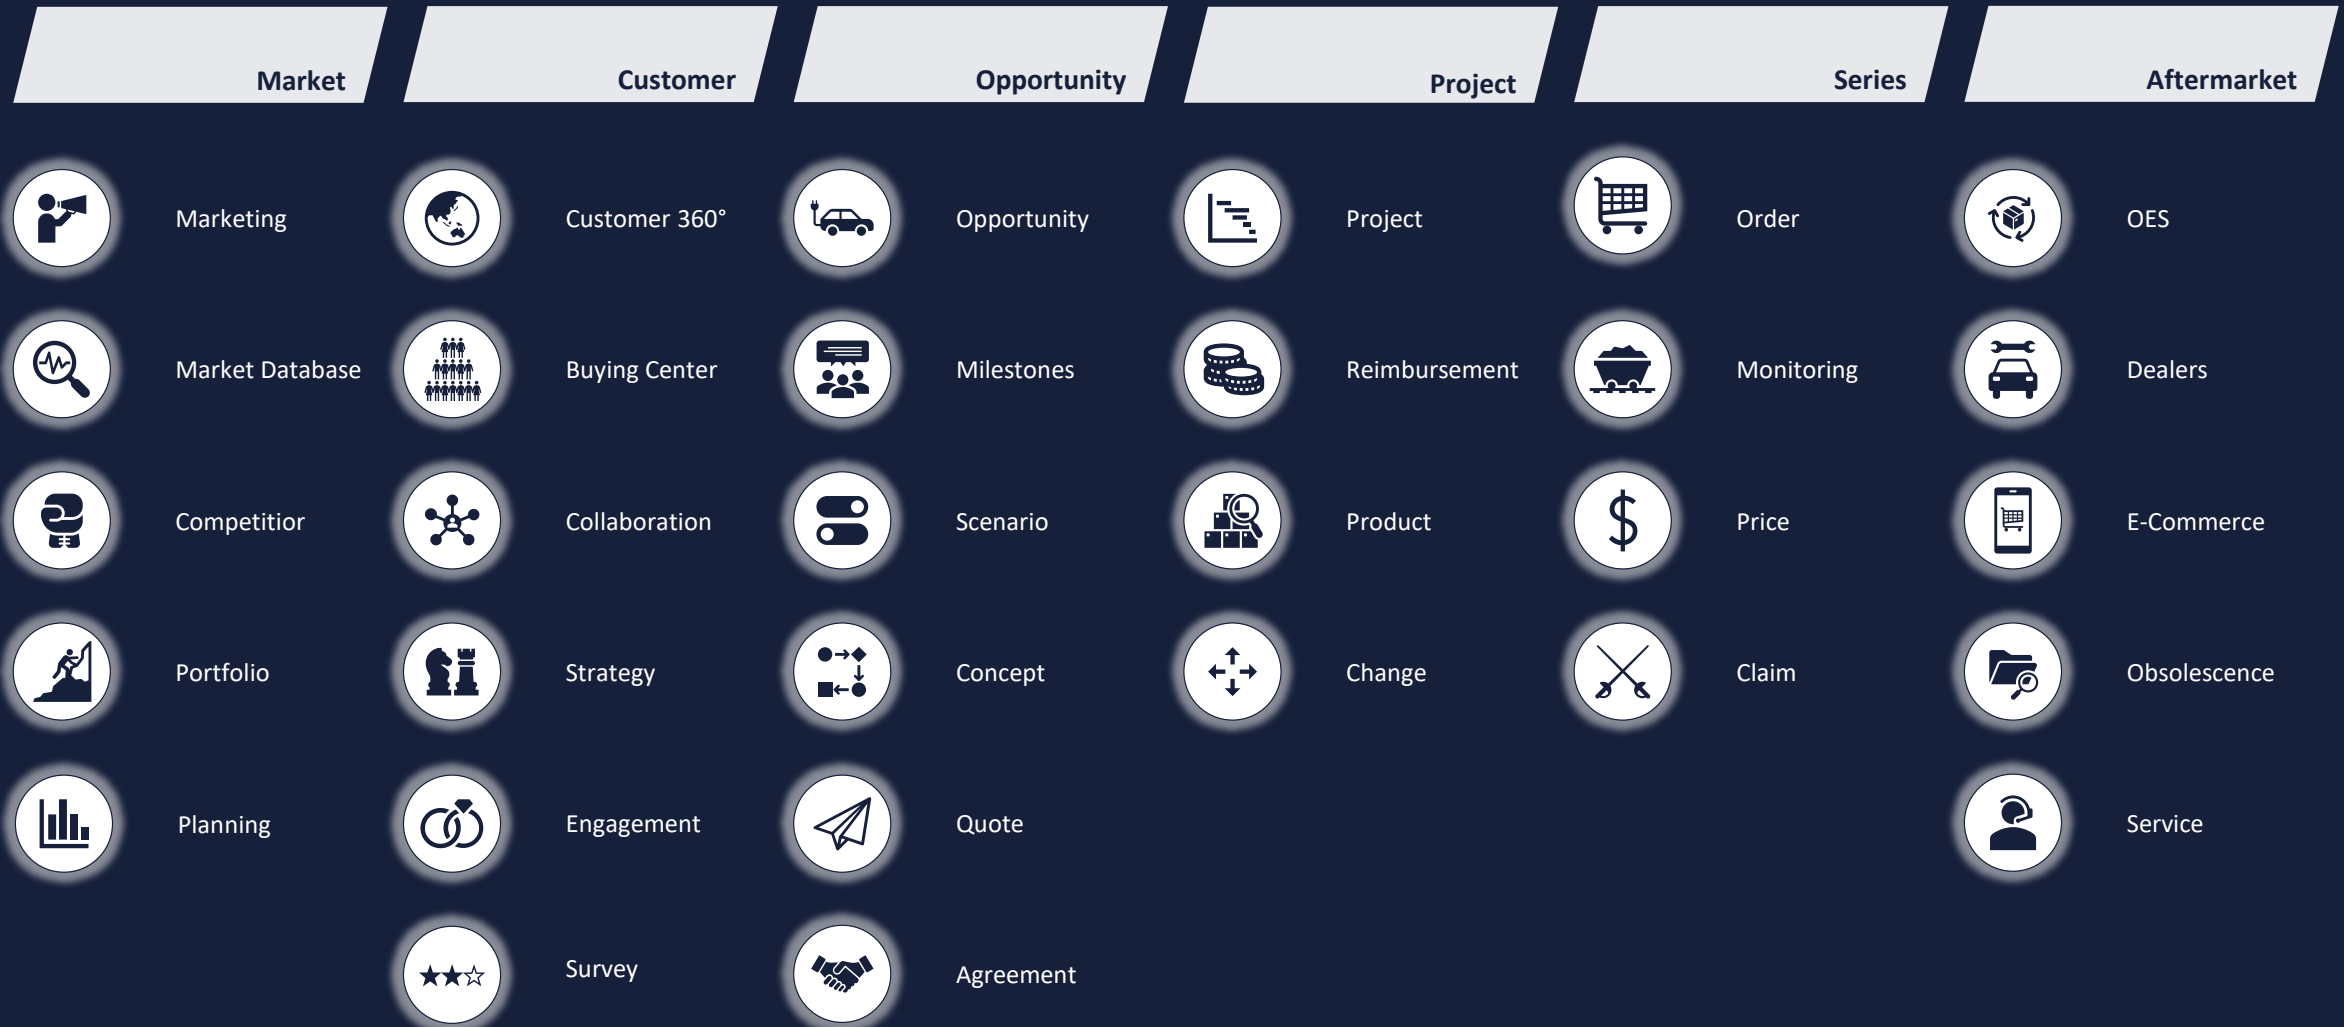 Market
Customer
Opportunity
Project
Series
Aftermarket
Marketing
Customer 360°
Opportunity
Project
Order
OES
Market Database
Buying Center
Milestones
Reimbursement
Monitoring
Dealers
Competitior
Collaboration
Scenario
Product
Price
E-Commerce
Portfolio
Strategy
Concept
Change
Claim
Obsolescence
Planning
Engagement
Quote
Service
Survey
Agreement